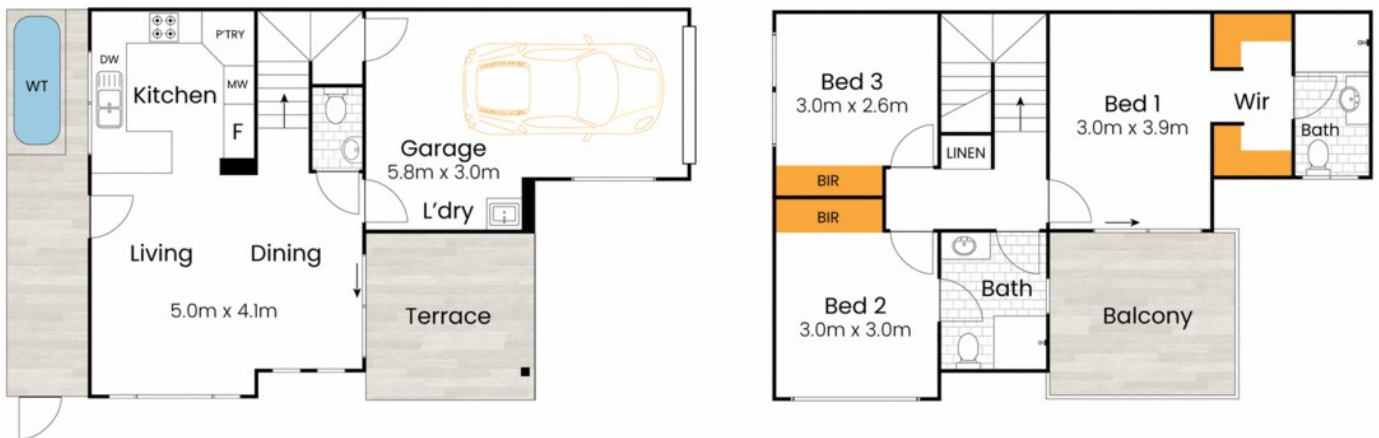 WT
DW
Kitchen
P'TRY
MW
F
Garage
5.8m x 3.0m
L'dry
Living
Dining
5.0m x 4.1m
Terrace
Bed 3
3.0m x 2.6m
BIR
BIR
LINEN
Bed 1
3.0m x 3.9m
Wir
Bath
Bed 2
3.0m x 3.0m
Bath
Balcony